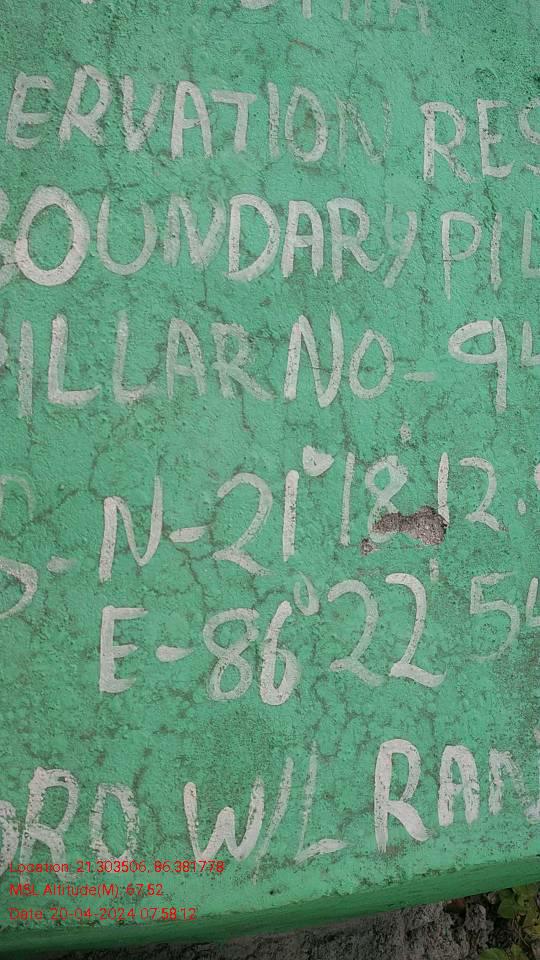 ERVATION RES
BOUNDARY PIL
PILLAR NO-94
N-21°18'12.
E-86°22'54
ORO W/L RAN
Location: 21.303506, 86.381778
MSL Altitude(M): 67.52
Date: 20-04-2024 07:58:12